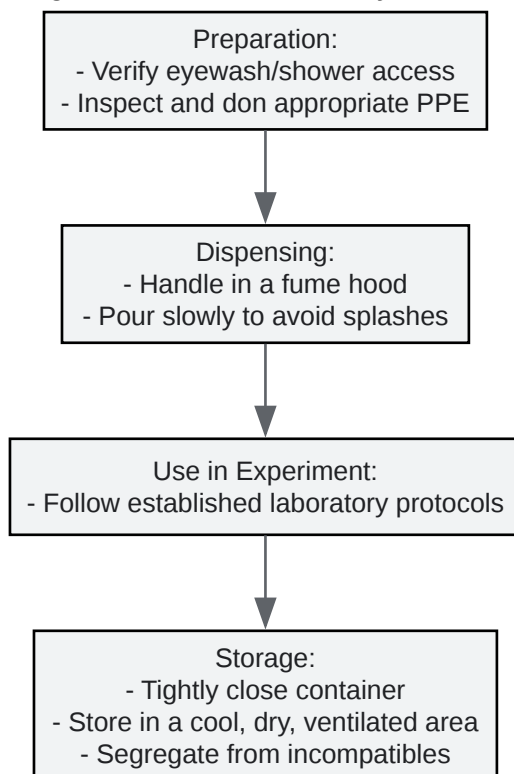 Preparation:
- Verify eyewash/shower access
- Inspect and don appropriate PPE
Dispensing:
- Handle in a fume hood
- Pour slowly to avoid splashes
Use in Experiment:
- Follow established laboratory protocols
Storage:
- Tightly close container
- Store in a cool, dry, ventilated area
- Segregate from incompatibles